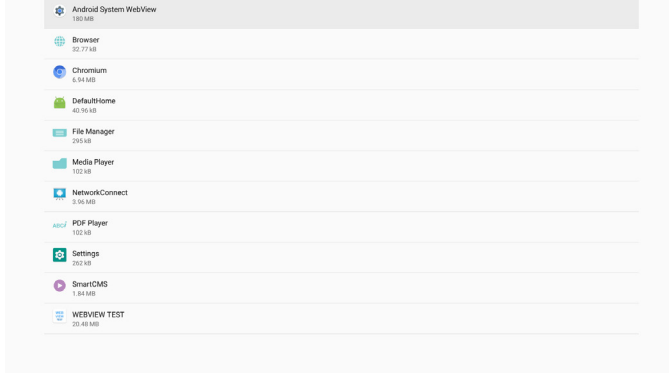 Android System WebView
180 MB
Browser
32.77 kB
Chromium
6.94 MB
DefaultHome
40.96 kB
File Manager
295 kB
Media Player
102 kB
NetworkConnect
3.96 MB
PDF Player
102 kB
Settings
262 kB
SmartCMS
1.84 MB
WEBVIEW TEST
20.48 MB